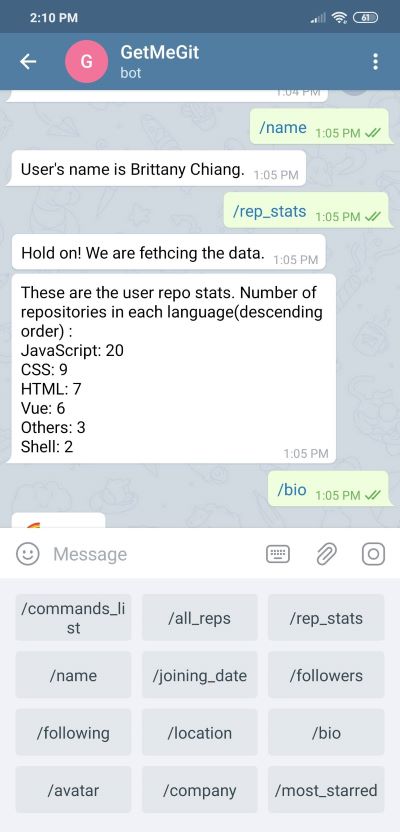 2:10 PM
61
G
GetMeGit
bot
1:04 PM
/name 1:05 PM
User's name is Brittany Chiang. 1:05 PM
/rep_stats 1:05 PM
Hold on! We are fethcing the data. 1:05 PM
These are the user repo stats. Number of
repositories in each language(descending
order) :
JavaScript: 20
CSS: 9
HTML: 7
Vue: 6
Others: 3
Shell: 2
1:05 PM
/bio 1:05 PM
Message
/commands_li
st
/all_reps
/rep_stats
/name
/joining_date
/followers
/following
/location
/bio
/avatar
/company
/most_starred